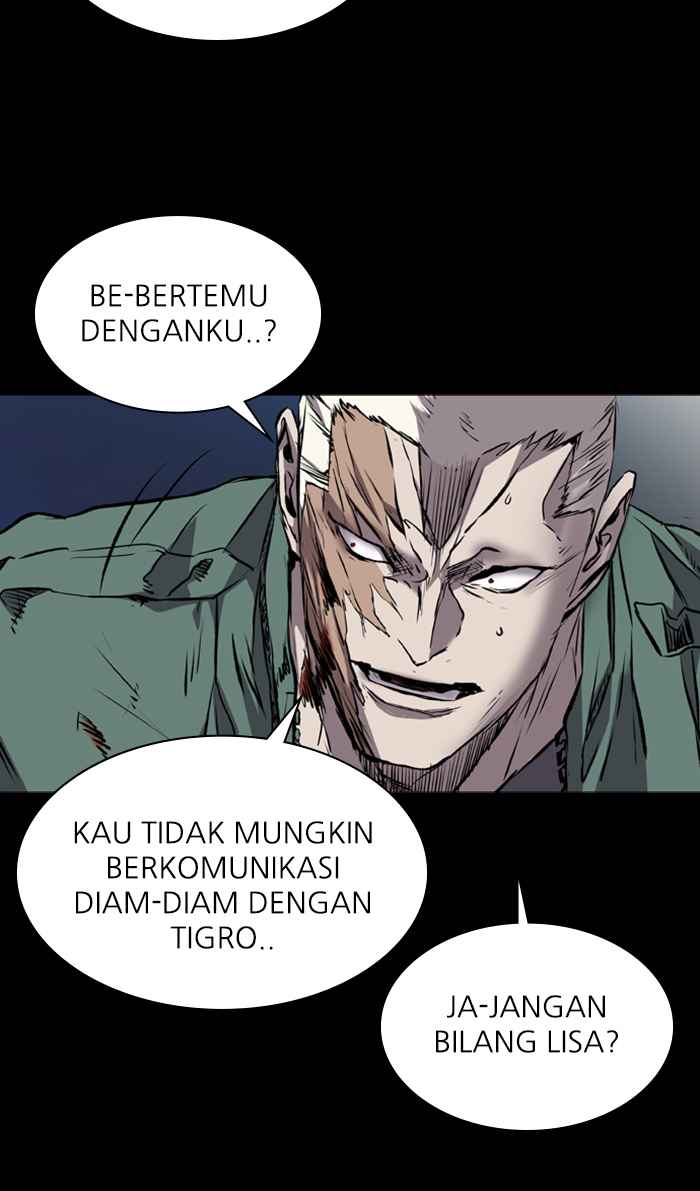 BE-BERTEMU
DENGANKU..?
KAU TIDAK MUNGKIN
BERKOMUNIKASI
DIAM-DIAM DENGAN
TIGRO..
JA-JANGAN
BILANG LISA?